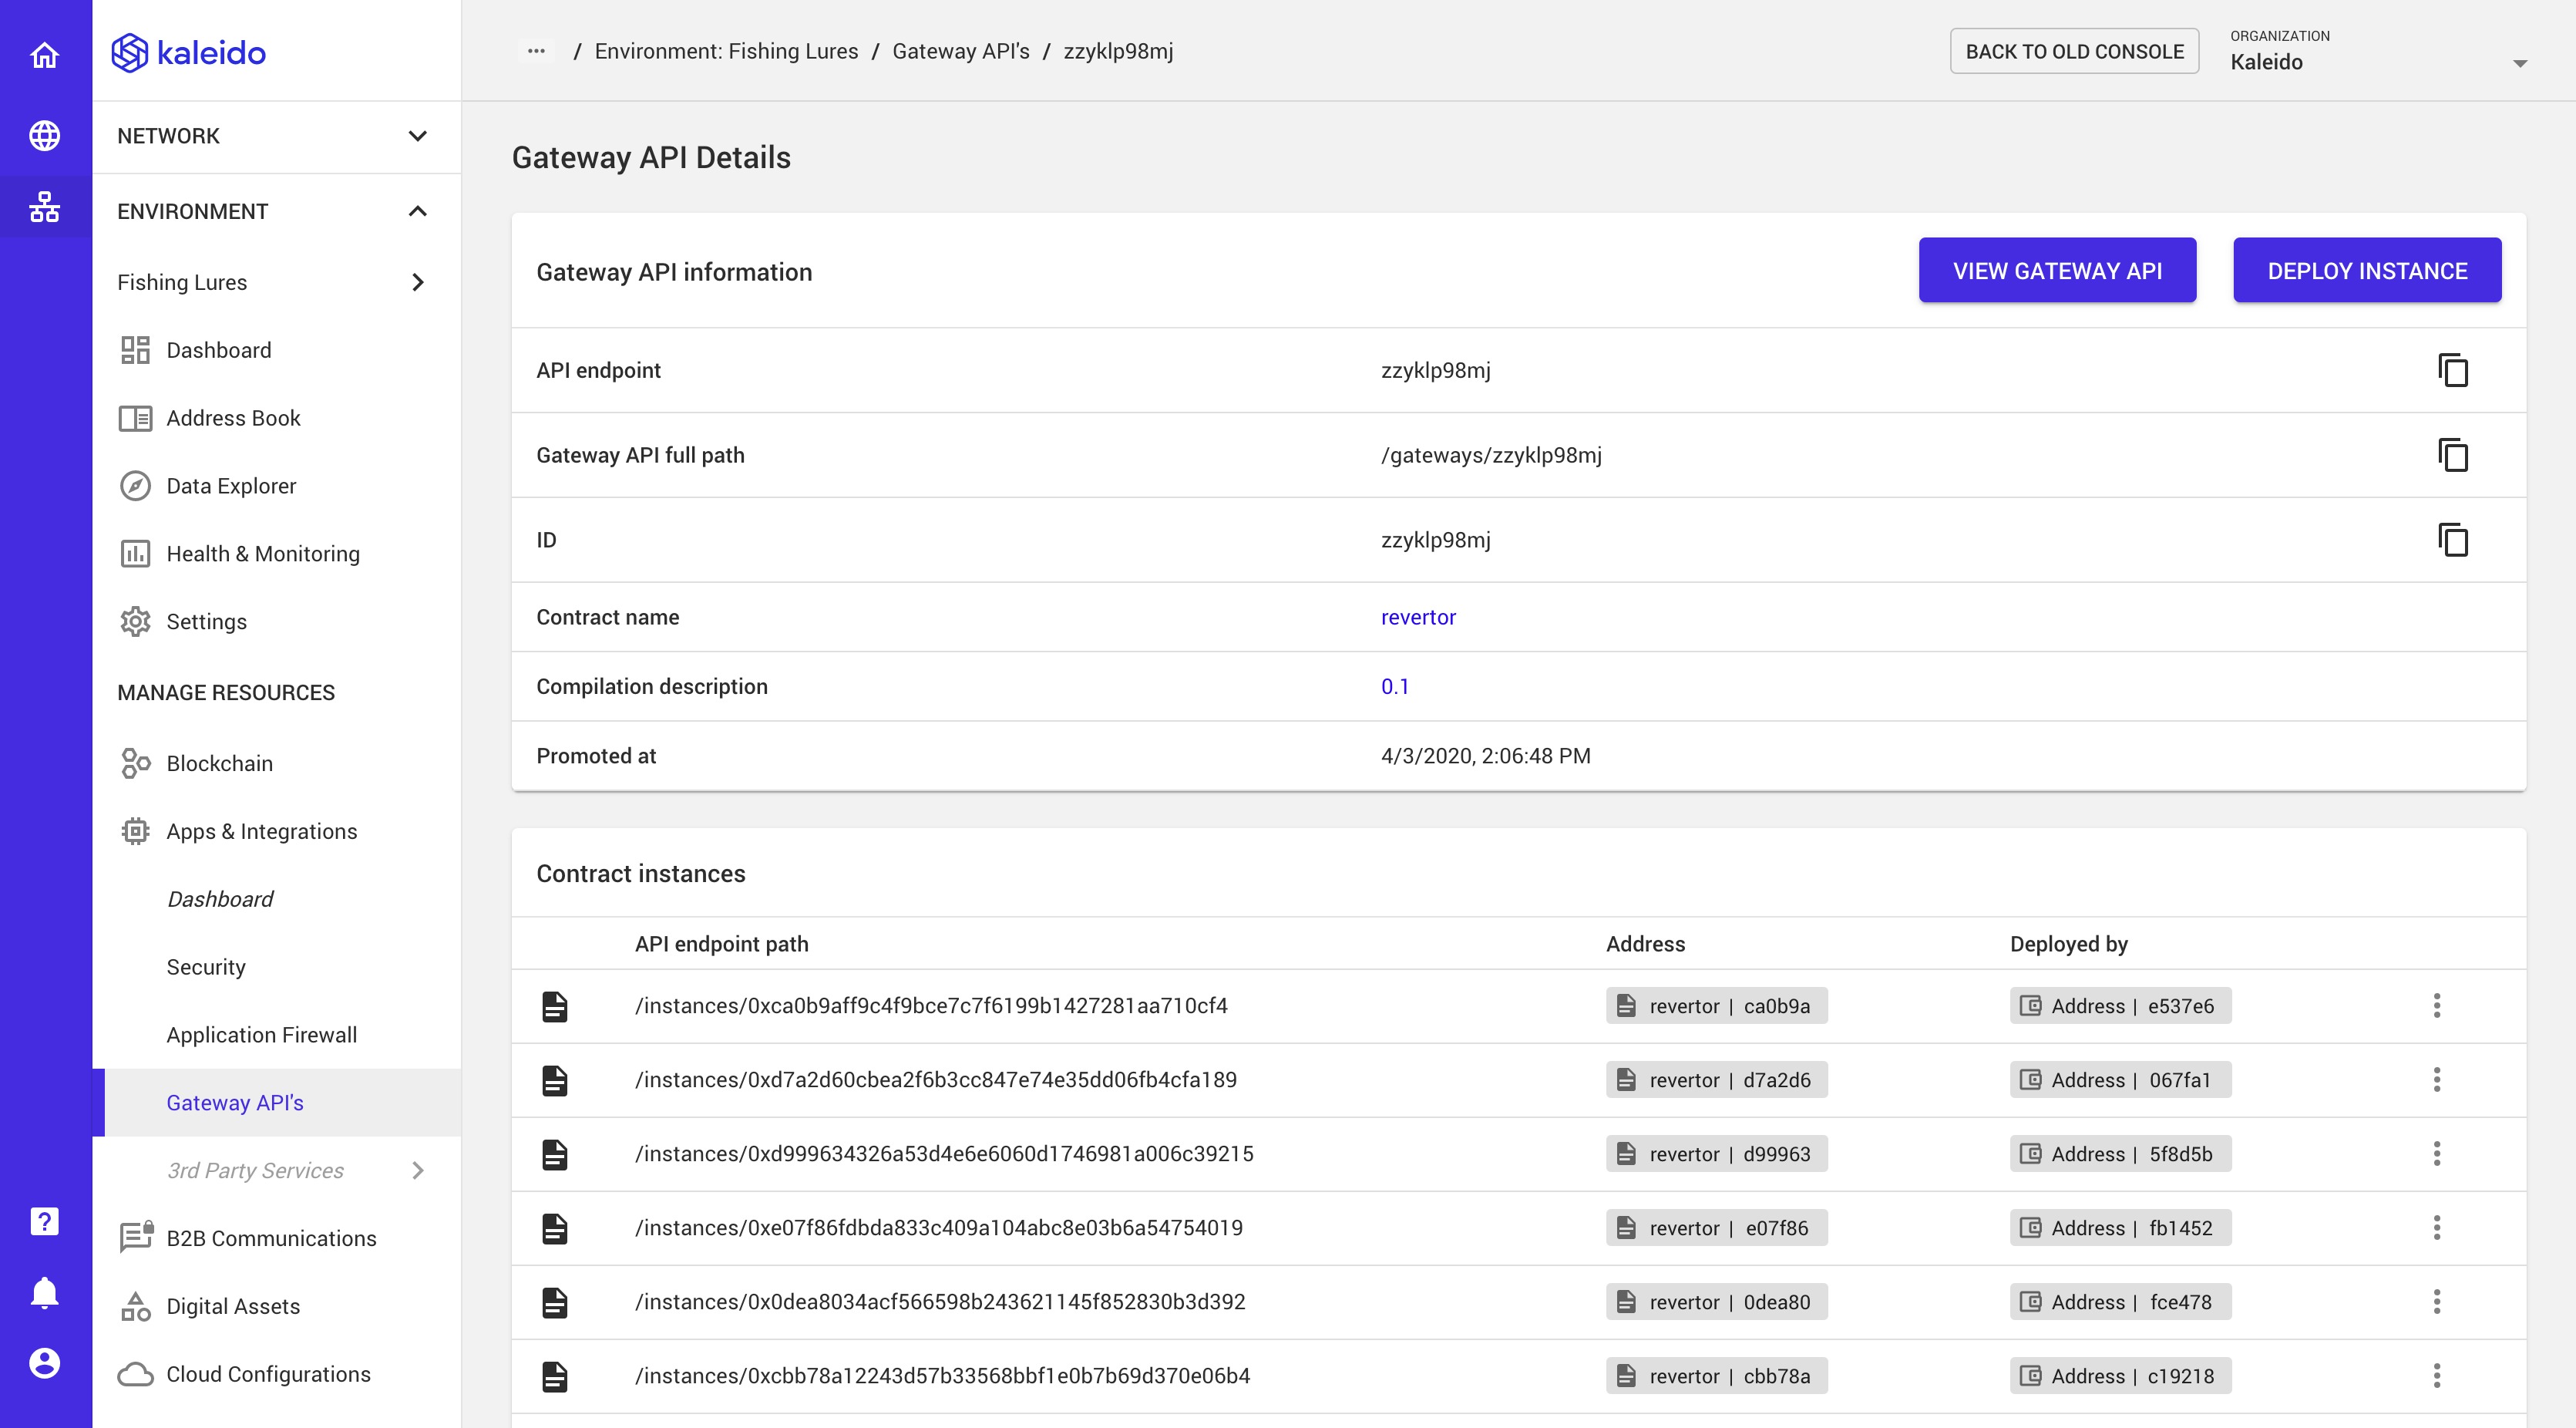 kaleido
... / Environment: Fishing Lures / Gateway API's / zzyklp98mj
BACK TO OLD CONSOLE
ORGANIZATION
Kaleido
NETWORK
ENVIRONMENT
Fishing Lures
Dashboard
Address Book
Data Explorer
Health & Monitoring
Settings
MANAGE RESOURCES
Blockchain
Apps & Integrations
Dashboard
Security
Application Firewall
Gateway API's
3rd Party Services
B2B Communications
Digital Assets
Cloud Configurations
?
Gateway API Details
Gateway API information
VIEW GATEWAY API
DEPLOY INSTANCE
API endpoint zzyklp98mj
Gateway API full path /gateways/zzyklp98mj
ID zzyklp98mj
Contract name revertor
Compilation description 0.1
Promoted at 4/3/2020, 2:06:48 PM
Contract instances
API endpoint path Address Deployed by
/instances/0xca0b9aff9c4f9bce7c7f6199b1427281aa710cf4 revertor | ca0b9a Address | e537e6
/instances/0xd7a2d60cbea2f6b3cc847e74e35dd06fb4cfa189 revertor | d7a2d6 Address | 067fa1
/instances/0xd999634326a53d4e6e6060d1746981a006c39215 revertor | d99963 Address | 5f8d5b
/instances/0xe07f86fdbda833c409a104abc8e03b6a54754019 revertor | e07f86 Address | fb1452
/instances/0x0dea8034acf566598b243621145f852830b3d392 revertor | 0dea80 Address | fce478
/instances/0xcbb78a12243d57b33568bbf1e0b7b69d370e06b4 revertor | cbb78a Address | c19218